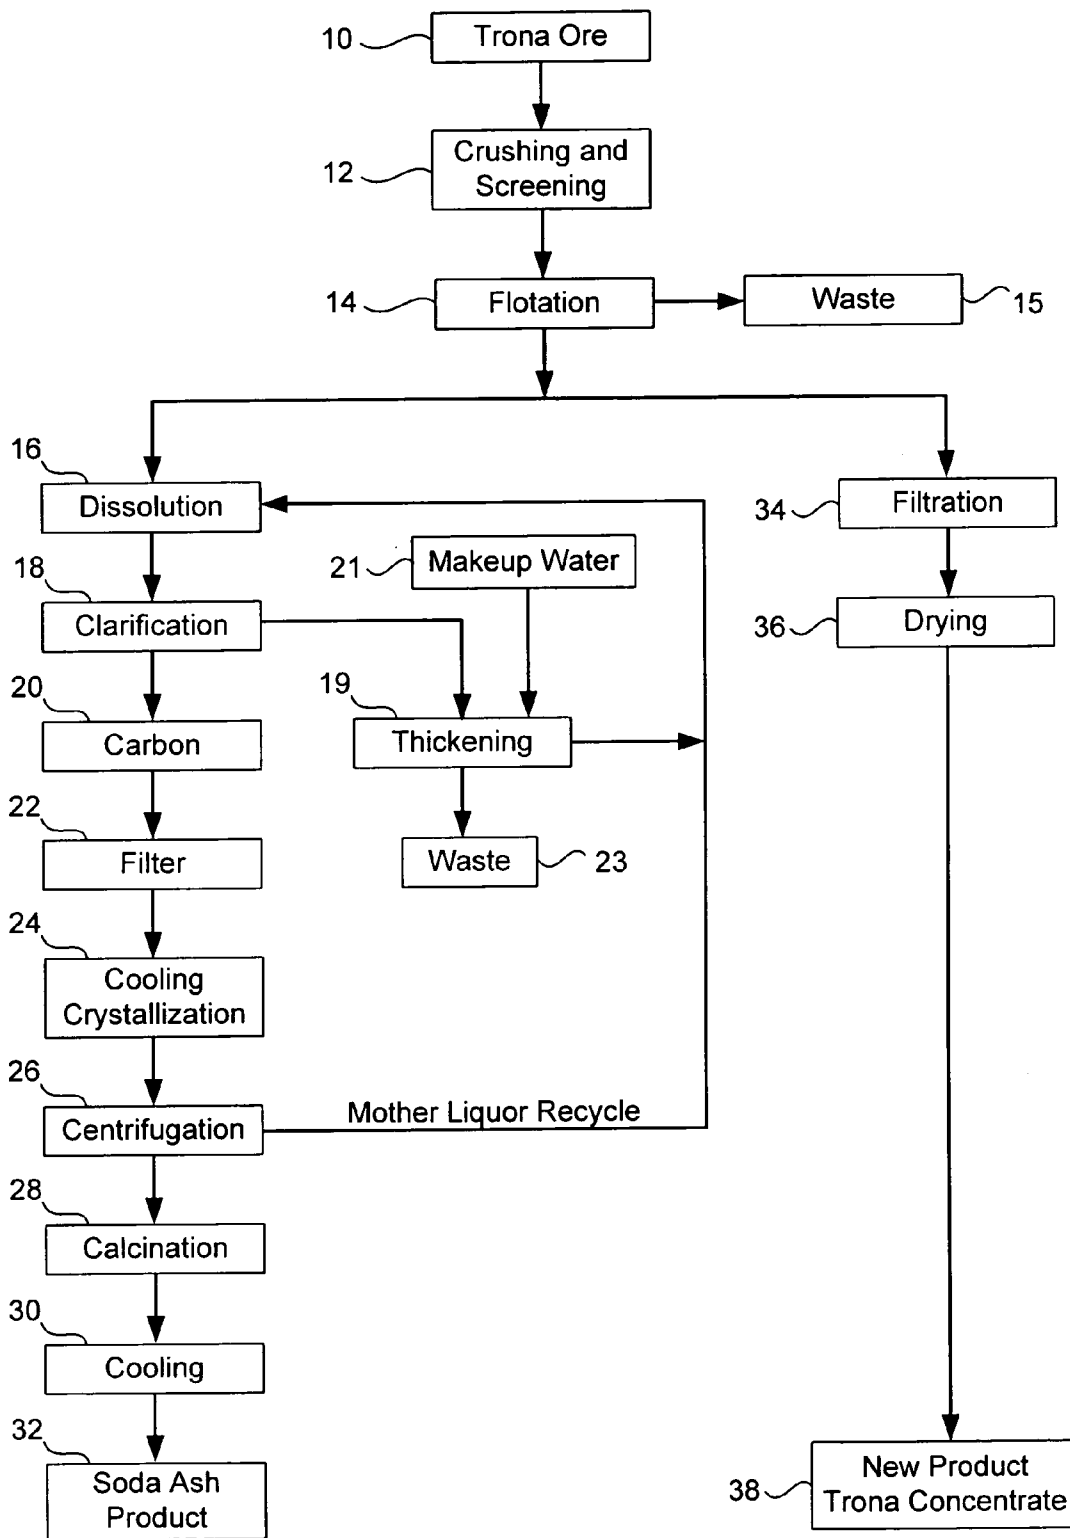 10
Trona Ore
12
Crushing and
Screening
14
Flotation
Waste
15
16
Dissolution
34
Filtration
21
Makeup Water
18
Clarification
36
Drying
20
Carbon
19
Thickening
22
Filter
Waste
23
24
Cooling
Crystallization
26
Centrifugation
Mother Liquor Recycle
28
Calcination
30
Cooling
32
Soda Ash
Product
38
New Product
Trona Concentrate